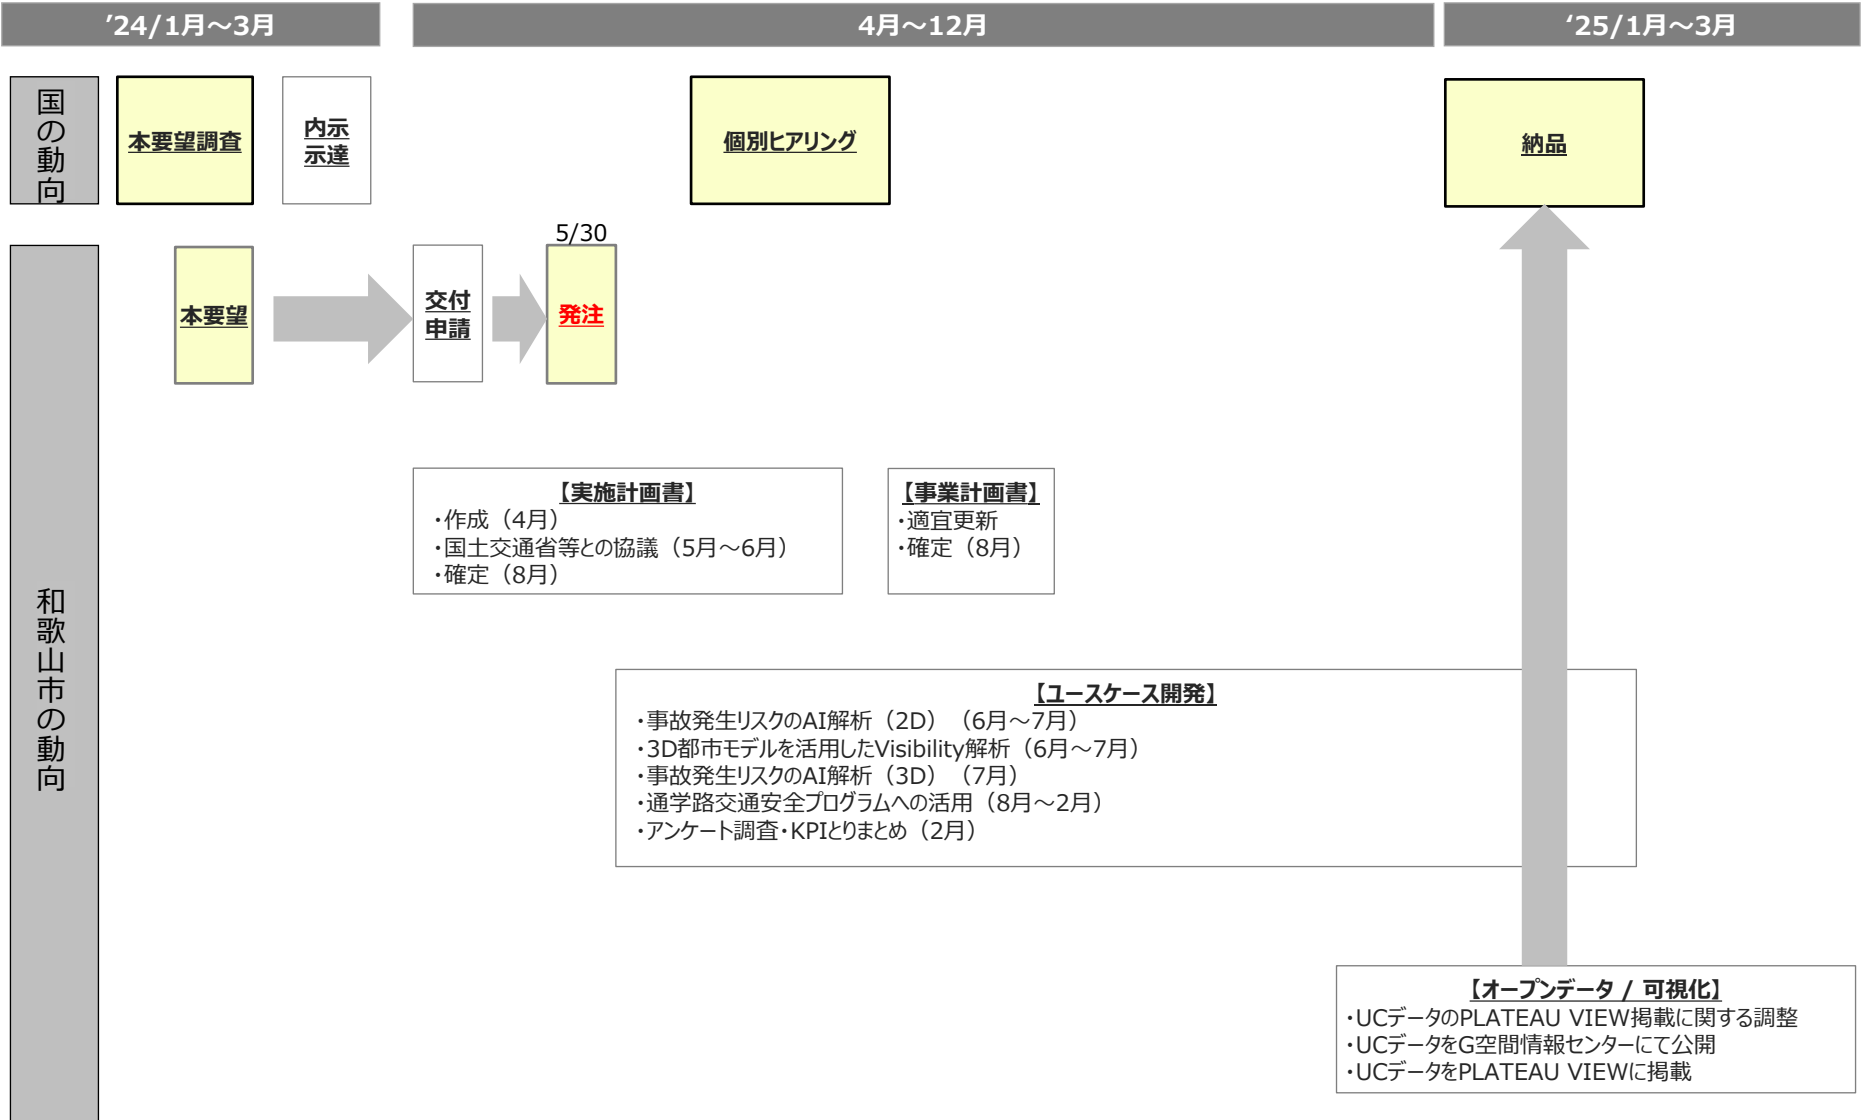 ’24/1月～3月
4月～12月
‘25/1月～3月
国の動向
本要望調査
内示
示達
個別ヒアリング
納品
和歌山市の動向
本要望
交付
申請
5/30
発注
【実施計画書】
・作成（4月）
・国土交通省等との協議（5月～6月）
・確定（8月）
【事業計画書】
・適宜更新
・確定（8月）
【ユースケース開発】
・事故発生リスクのAI解析（2D）（6月～7月）
・3D都市モデルを活用したVisibility解析（6月～7月）
・事故発生リスクのAI解析（3D）（7月）
・通学路交通安全プログラムへの活用（8月～2月）
・アンケート調査・KPIとりまとめ（2月）
【オープンデータ / 可視化】
・UCデータのPLATEAU VIEW掲載に関する調整
・UCデータをG空間情報センターにて公開
・UCデータをPLATEAU VIEWに掲載